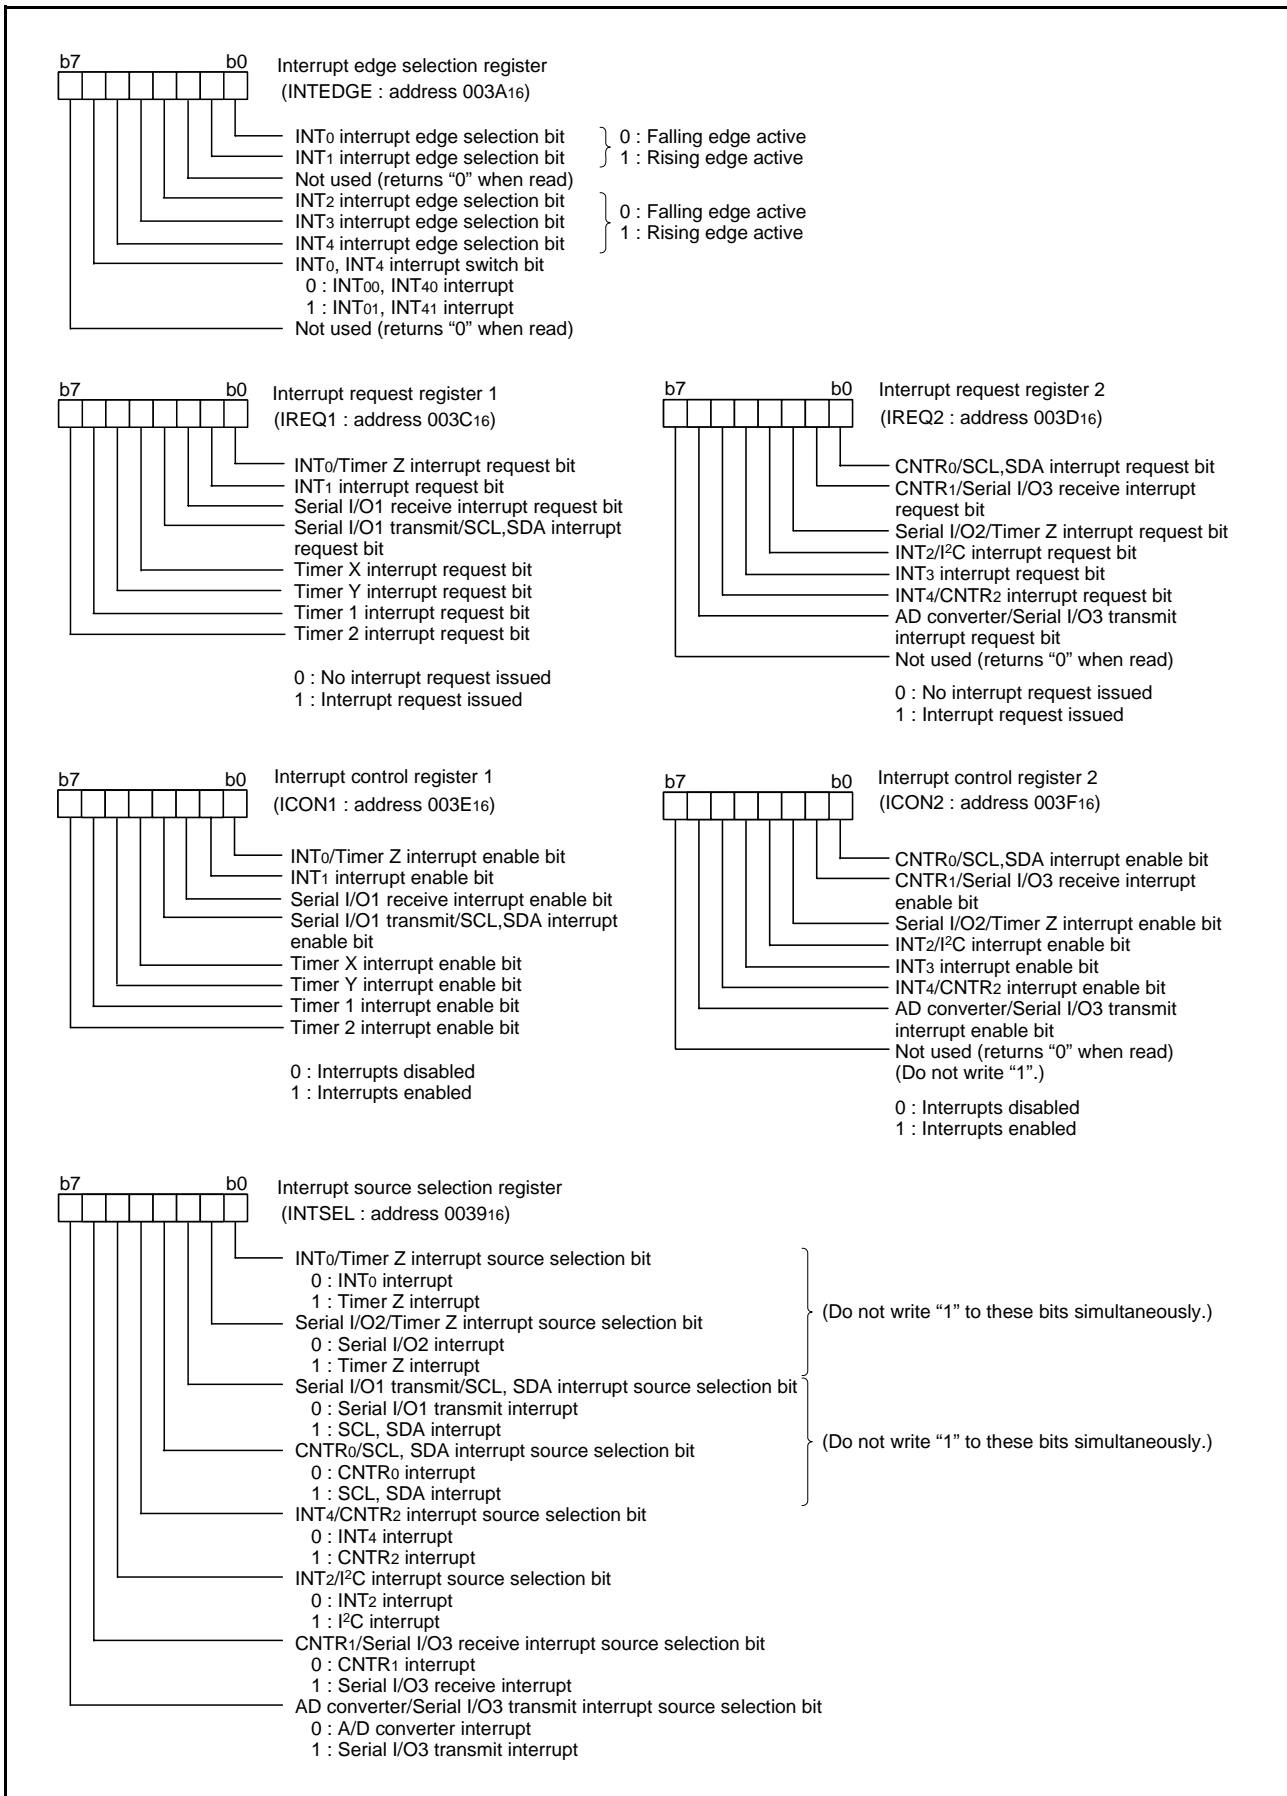 b7 b0 Interrupt edge selection register
(INTEDGE : address 003A16)
INT0 interrupt edge selection bit
INT1 interrupt edge selection bit
0 : Falling edge active
1 : Rising edge active
Not used (returns “0” when read)
INT2 interrupt edge selection bit
INT3 interrupt edge selection bit
INT4 interrupt edge selection bit
0 : Falling edge active
1 : Rising edge active
INT0, INT4 interrupt switch bit
0 : INT00, INT40 interrupt
1 : INT01, INT41 interrupt
Not used (returns “0” when read)
b7 b0 Interrupt request register 1
(IREQ1 : address 003C16)
INT0/Timer Z interrupt request bit
INT1 interrupt request bit
Serial I/O1 receive interrupt request bit
Serial I/O1 transmit/SCL,SDA interrupt
request bit
Timer X interrupt request bit
Timer Y interrupt request bit
Timer 1 interrupt request bit
Timer 2 interrupt request bit
0 : No interrupt request issued
1 : Interrupt request issued
b7 b0 Interrupt request register 2
(IREQ2 : address 003D16)
CNTR0/SCL,SDA interrupt request bit
CNTR1/Serial I/O3 receive interrupt
request bit
Serial I/O2/Timer Z interrupt request bit
INT2/I2C interrupt request bit
INT3 interrupt request bit
INT4/CNTR2 interrupt request bit
AD converter/Serial I/O3 transmit
interrupt request bit
Not used (returns “0” when read)
0 : No interrupt request issued
1 : Interrupt request issued
b7 b0 Interrupt control register 1
(ICON1 : address 003E16)
INT0/Timer Z interrupt enable bit
INT1 interrupt enable bit
Serial I/O1 receive interrupt enable bit
Serial I/O1 transmit/SCL,SDA interrupt
enable bit
Timer X interrupt enable bit
Timer Y interrupt enable bit
Timer 1 interrupt enable bit
Timer 2 interrupt enable bit
0 : Interrupts disabled
1 : Interrupts enabled
b7 b0 Interrupt control register 2
(ICON2 : address 003F16)
CNTR0/SCL,SDA interrupt enable bit
CNTR1/Serial I/O3 receive interrupt
enable bit
Serial I/O2/Timer Z interrupt enable bit
INT2/I2C interrupt enable bit
INT3 interrupt enable bit
INT4/CNTR2 interrupt enable bit
AD converter/Serial I/O3 transmit
interrupt enable bit
Not used (returns “0” when read)
(Do not write “1”.)
0 : Interrupts disabled
1 : Interrupts enabled
b7 b0 Interrupt source selection register
(INTSEL : address 003916)
INT0/Timer Z interrupt source selection bit
0 : INT0 interrupt
1 : Timer Z interrupt
(Do not write “1” to these bits simultaneously.)
Serial I/O2/Timer Z interrupt source selection bit
0 : Serial I/O2 interrupt
1 : Timer Z interrupt
Serial I/O1 transmit/SCL, SDA interrupt source selection bit
0 : Serial I/O1 transmit interrupt
1 : SCL, SDA interrupt
(Do not write “1” to these bits simultaneously.)
CNTR0/SCL, SDA interrupt source selection bit
0 : CNTR0 interrupt
1 : SCL, SDA interrupt
INT4/CNTR2 interrupt source selection bit
0 : INT4 interrupt
1 : CNTR2 interrupt
INT2/I2C interrupt source selection bit
0 : INT2 interrupt
1 : I2C interrupt
CNTR1/Serial I/O3 receive interrupt source selection bit
0 : CNTR1 interrupt
1 : Serial I/O3 receive interrupt
AD converter/Serial I/O3 transmit interrupt source selection bit
0 : A/D converter interrupt
1 : Serial I/O3 transmit interrupt